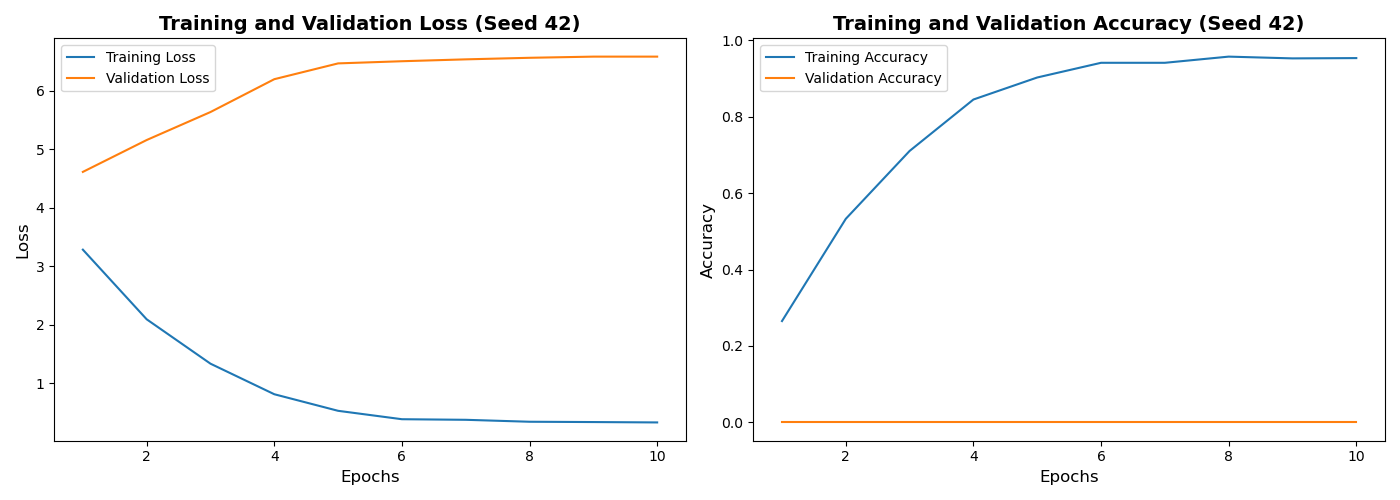 Training and Validation Loss (Seed 42)
Training Loss
Validation Loss
6
5
4
3
2
1
Loss
2
4
6
8
10
Epochs
Training and Validation Accuracy (Seed 42)
Training Accuracy
Validation Accuracy
1.0
0.8
0.6
0.4
0.2
0.0
Accuracy
2
4
6
8
10
Epochs